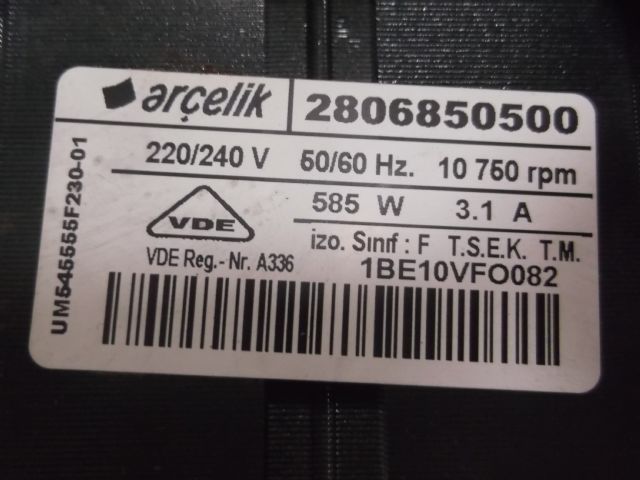 arçelik 2806850500
220/240 V 50/60 Hz. 10 750 rpm
585 W 3.1 A
VDE
izo. Sınıf : F T.S.E.K. T.M.
VDE Reg.- Nr. A336 1BE10VFO082
UM545555F230-01